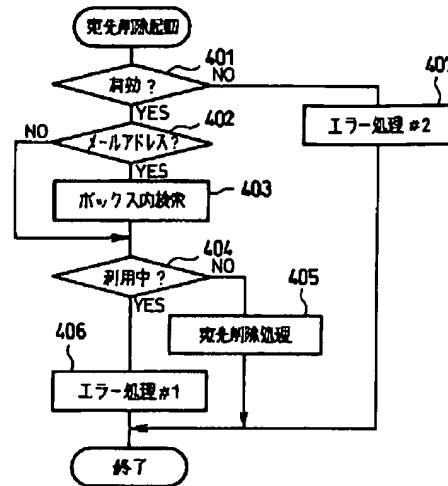 宛先削除起動
401
有効?
NO
407
YES
402
エラー処理#2
NO
メールアドレス?
YES
403
ボックス内検索
404
利用中?
NO
405
YES
宛先削除処理
406
エラー処理#1
終了